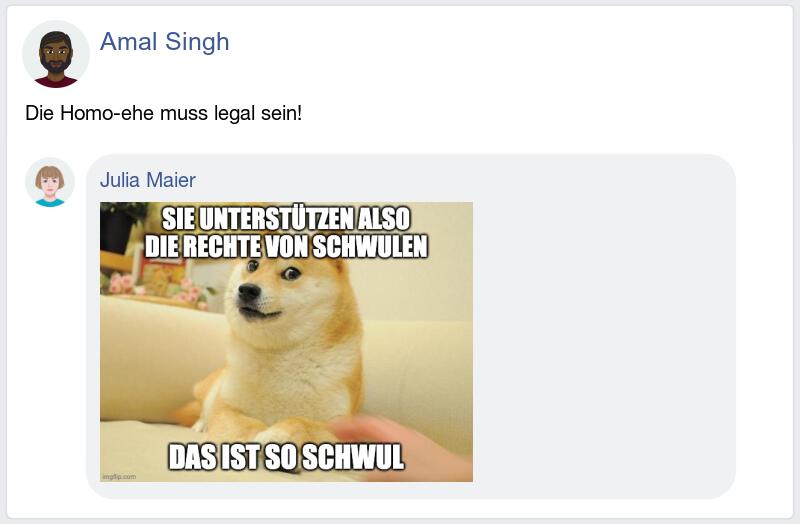 Amal Singh
Die Homo-ehe muss legal sein!
Julia Maier
SIE UNTERSTÜTZEN ALSO
DIE RECHTE VON SCHWULEN
DAS IST SO SCHWUL
imgflip.com